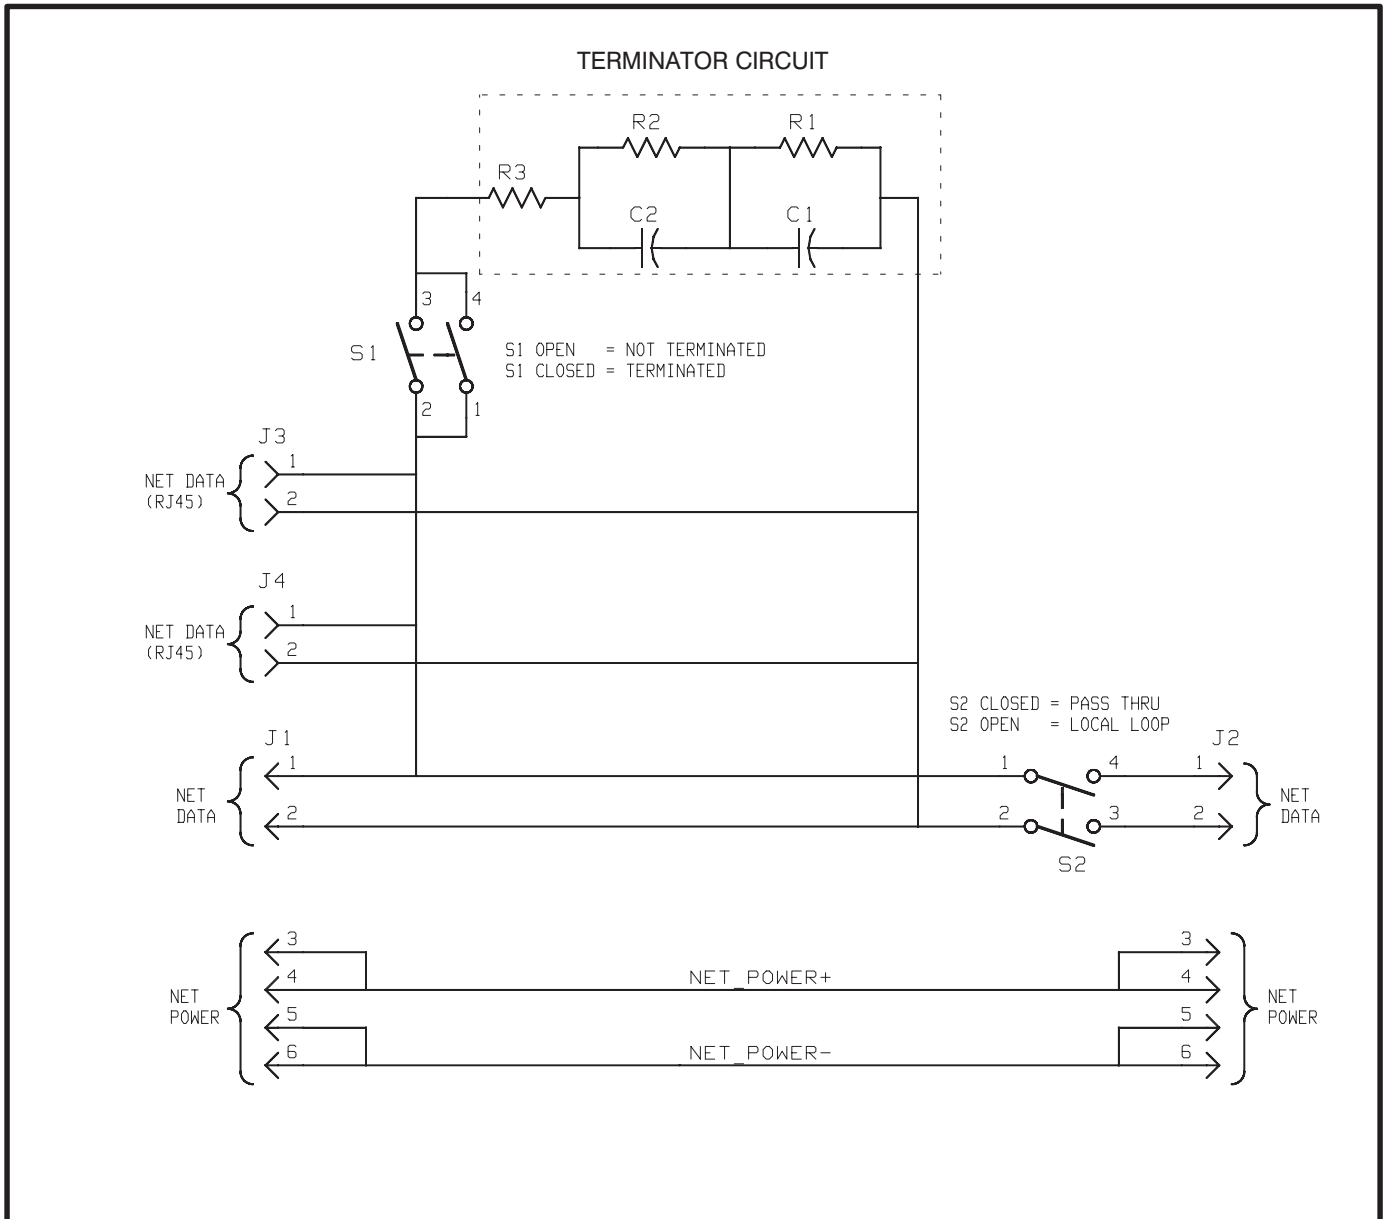 TERMINATOR CIRCUIT
R2 R1
R3
C2 C1
3 4
S1
S1 OPEN = NOT TERMINATED
S1 CLOSED = TERMINATED
2 1
J3
NET DATA
(RJ45)
1
2
J4
NET DATA
(RJ45)
1
2
S2 CLOSED = PASS THRU
S2 OPEN = LOCAL LOOP
J1 J2
1 1 4 1
NET
DATA
NET
DATA
2 2 3 2
S2
3 3
4 NET_POWER+ 4
NET
POWER
NET
POWER
5 5
6 NET_POWER- 6